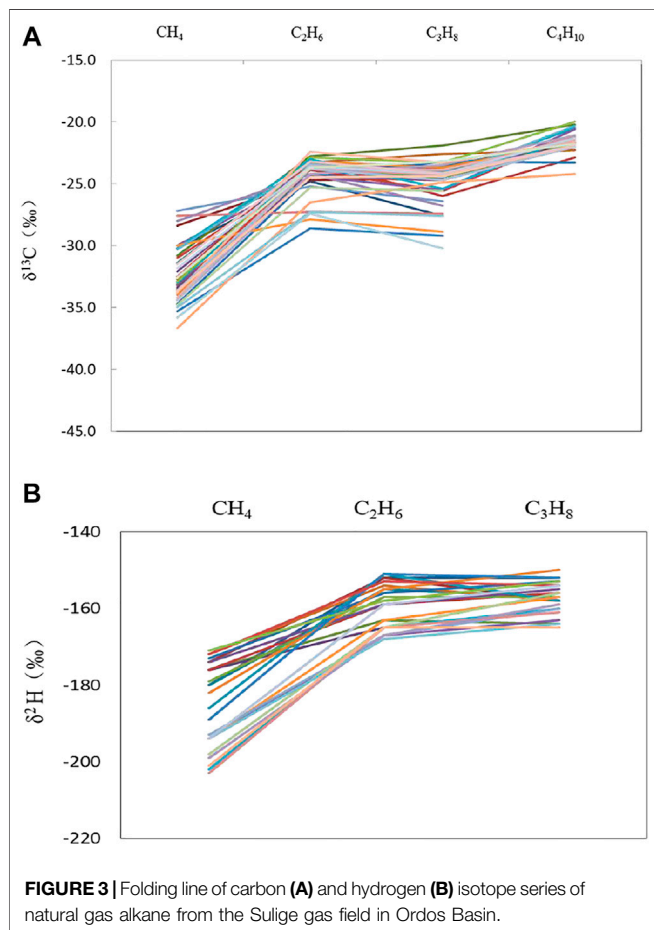 A
CH₄ C₂H₆ C₃H₈ C₄H₁₀
-15.0
-20.0
-25.0
-30.0
-35.0
-40.0
-45.0
δ¹³C (‰)
B
CH₄ C₂H₆ C₃H₈
-140
-160
-180
-200
-220
δ²H (‰)
FIGURE 3 | Folding line of carbon (A) and hydrogen (B) isotope series of
natural gas alkane from the Sulige gas field in Ordos Basin.